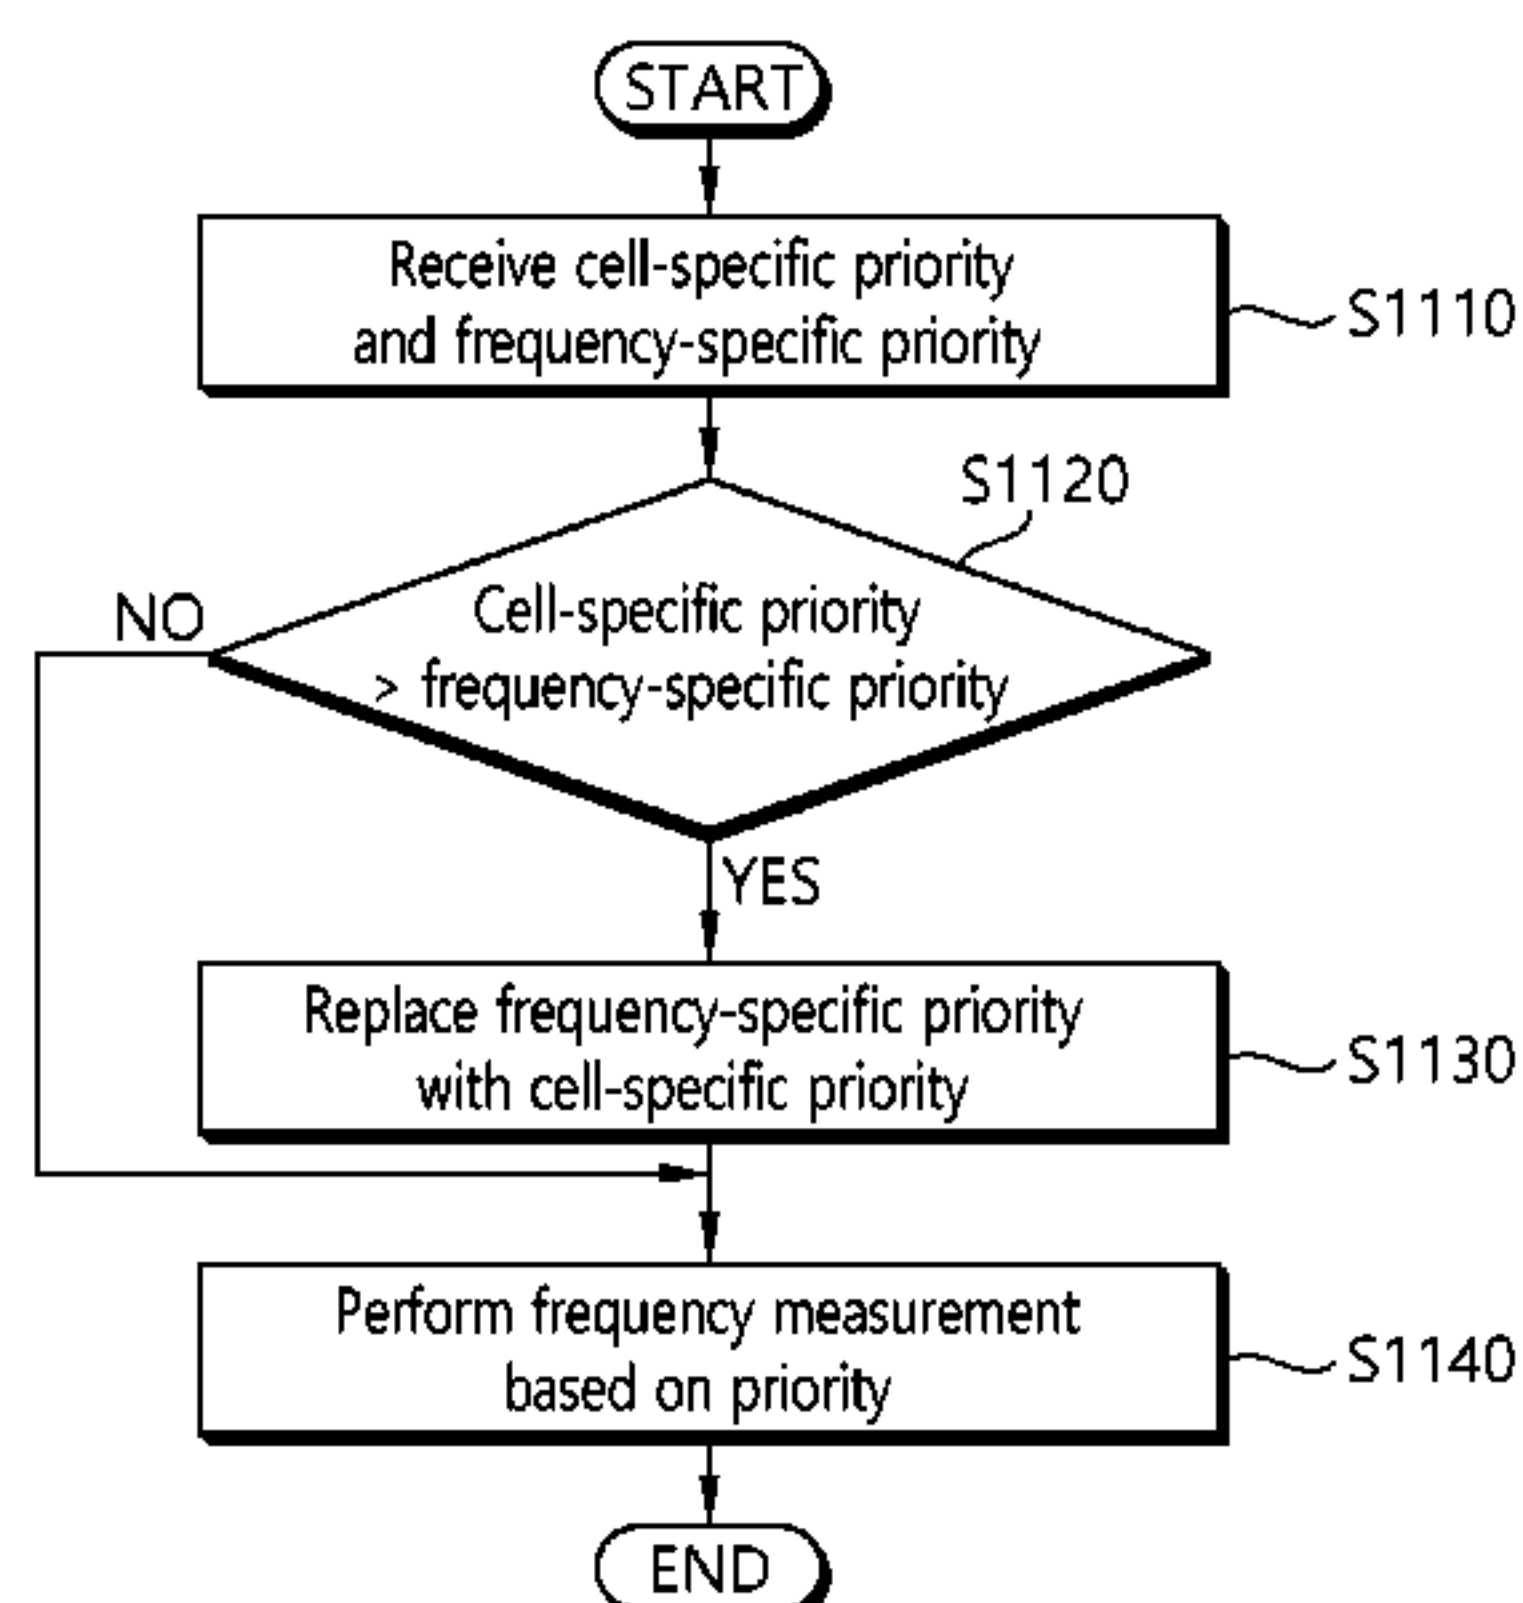 START
Receive cell-specific priority
and frequency-specific priority
S1110
S1120
Cell-specific priority
> frequency-specific priority
NO
YES
Replace frequency-specific priority
with cell-specific priority
S1130
Perform frequency measurement
based on priority
S1140
END